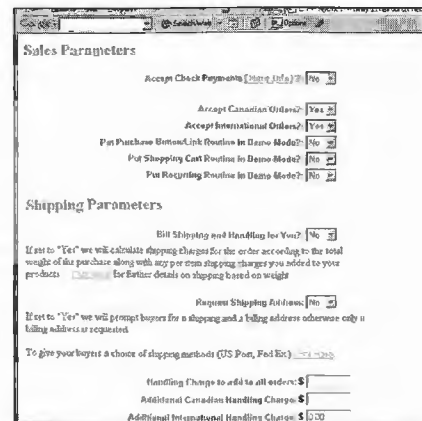 Search Web
Options
Sales Parameters
Accept Check Payments (More Info)?: No
Accept Canadian Orders?: Yes
Accept International Orders?: Yes
Put Purchase Button/Link Routine in Demo Mode?: No
Put Shopping Cart Routine in Demo Mode?: No
Put Recurring Routine in Demo Mode?: No
Shipping Parameters
Bill Shipping and Handling for You?: No
If set to "Yes" we will calculate shipping charges for the order according to the total
weight of the purchase along with any per item shipping charges you added to your
products for further details on shipping based on weight
Request Shipping Address: No
If set to "Yes" we will prompt buyers for a shipping and a billing address otherwise only a
billing address is requested.
To give your buyers a choice of shipping methods (US Post, Fed Ex)
Handling Charge to add to all orders: $
Additional Canadian Handling Charge: $
Additional International Handling Charge: $ 0.00